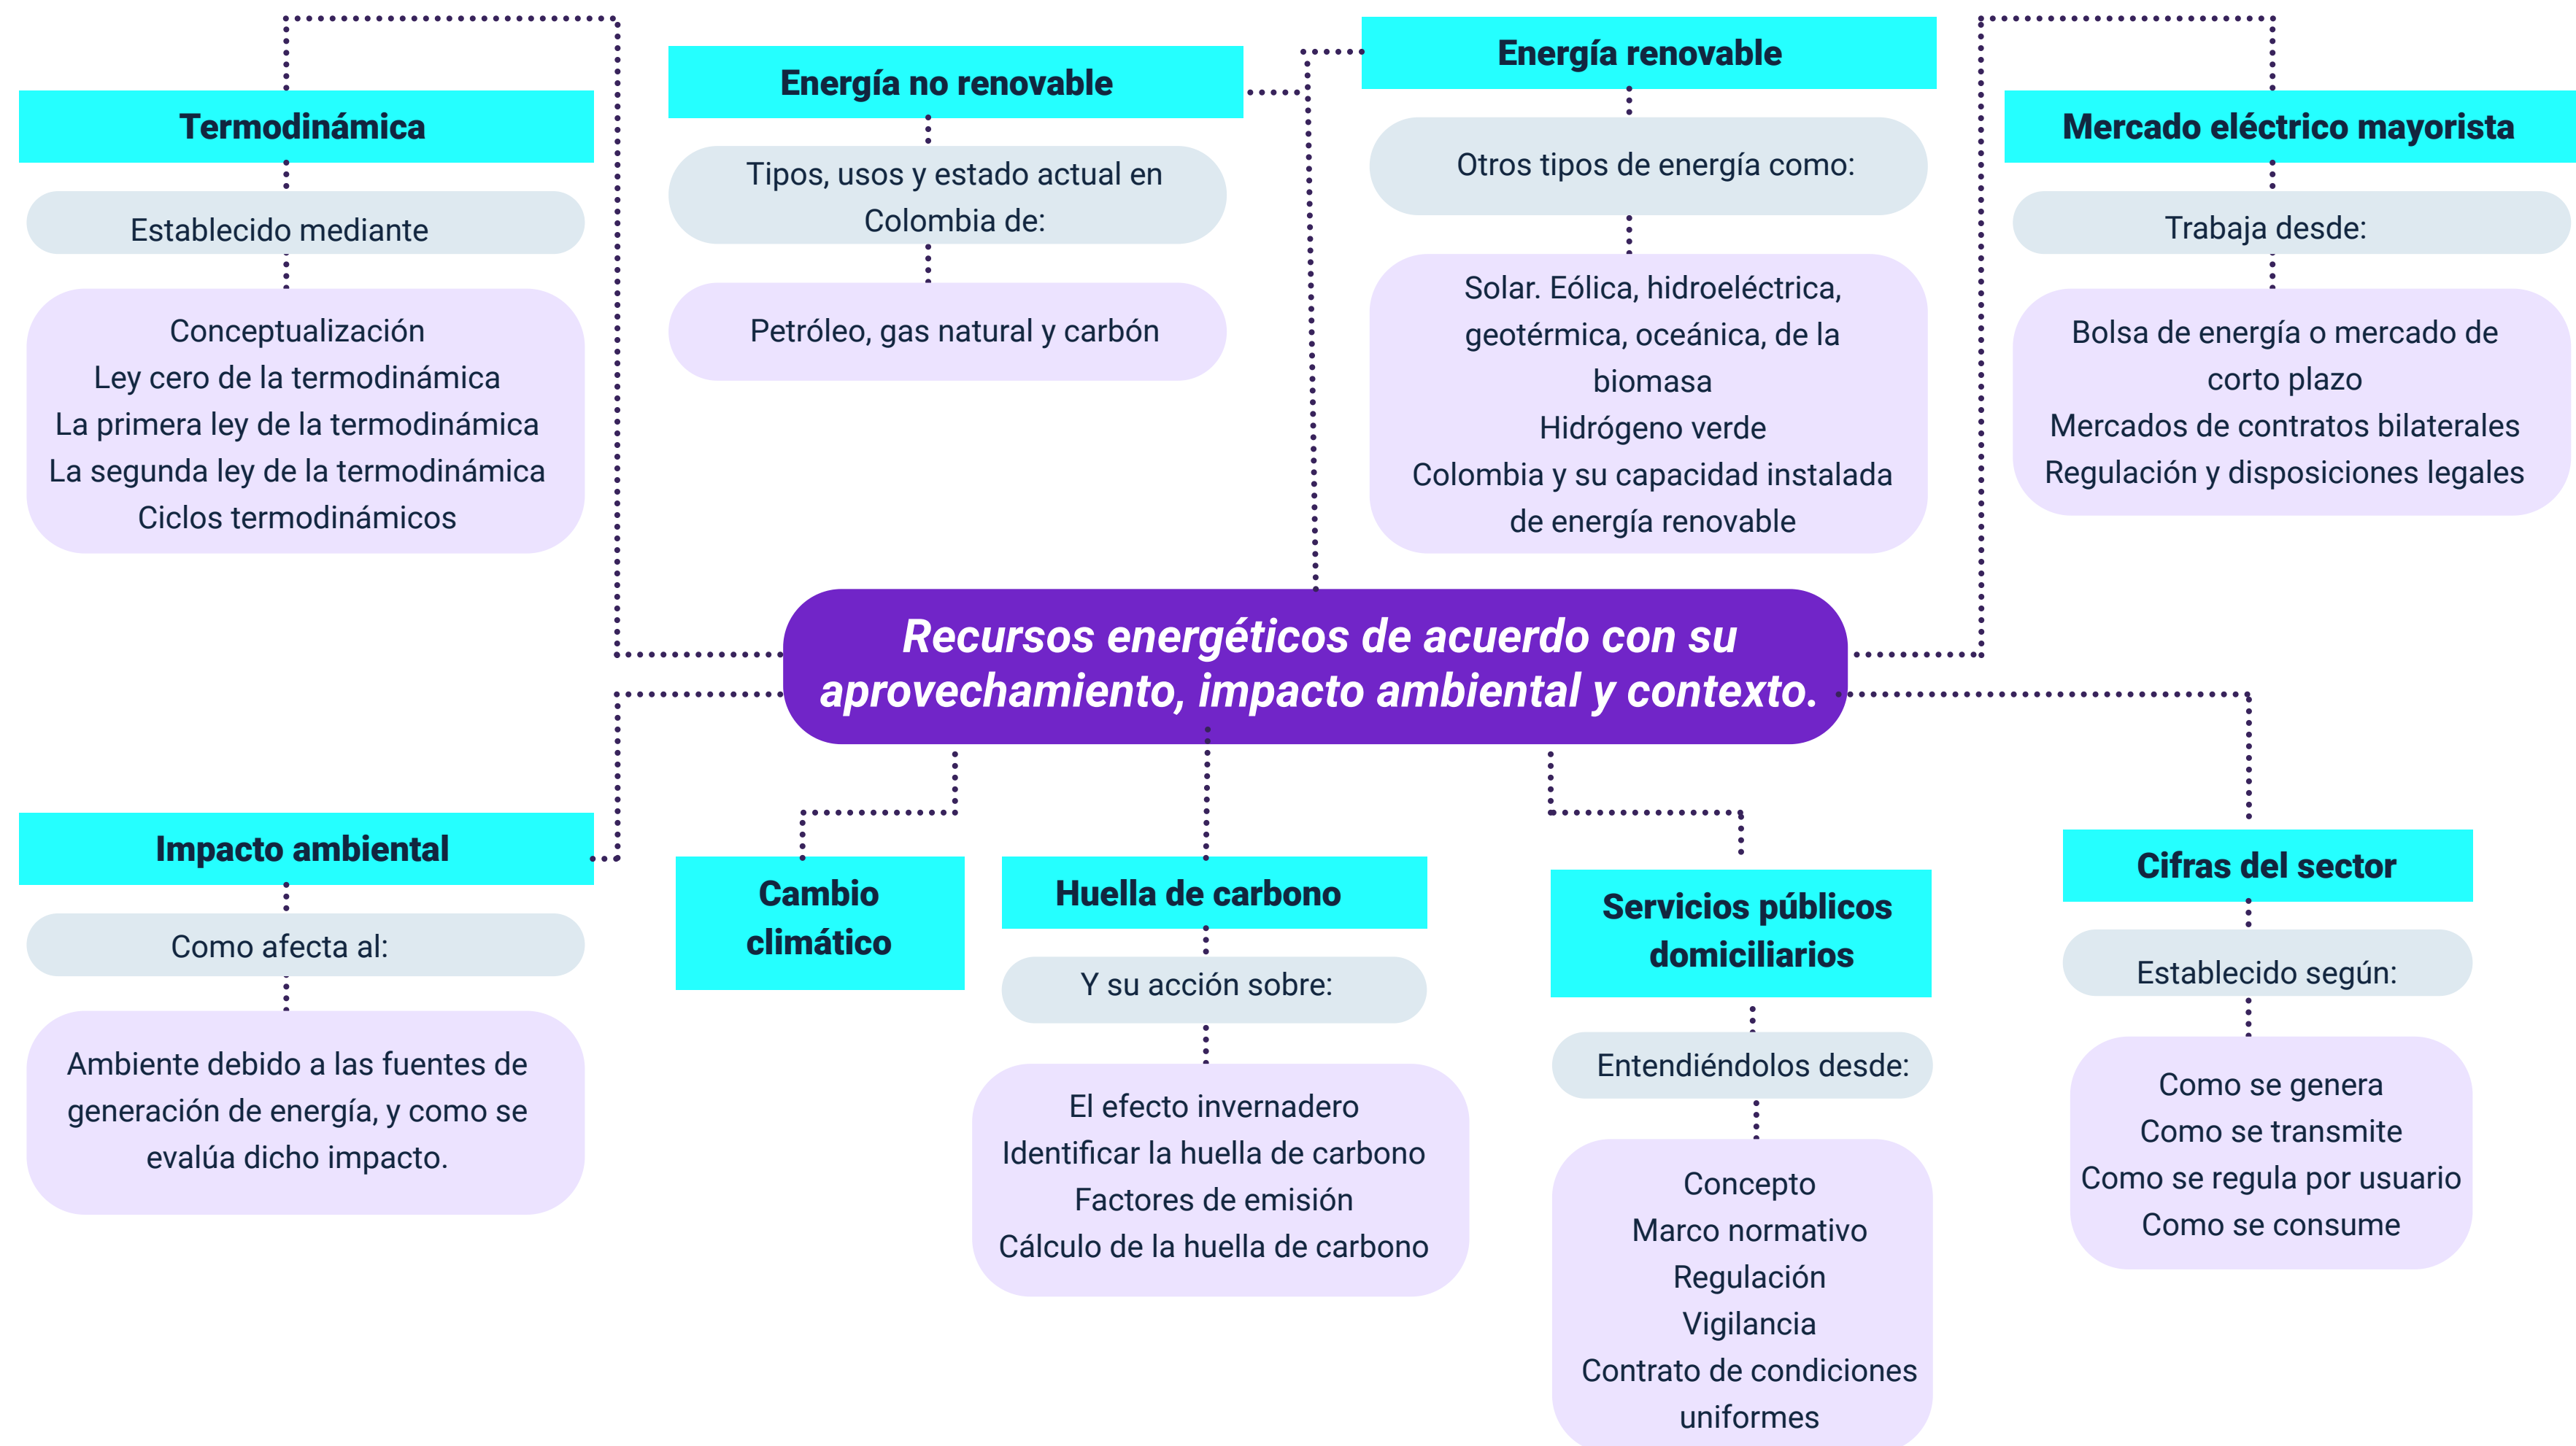 Termodinámica
Establecido mediante
Conceptualización
Ley cero de la termodinámica
La primera ley de la termodinámica
La segunda ley de la termodinámica
Ciclos termodinámicos
Energía no renovable
Tipos, usos y estado actual en
Colombia de:
Petróleo, gas natural y carbón
Energía renovable
Otros tipos de energía como:
Solar. Eólica, hidroeléctrica,
geotérmica, oceánica, de la
biomasa
Hidrógeno verde
Colombia y su capacidad instalada
de energía renovable
Mercado eléctrico mayorista
Trabaja desde:
Bolsa de energía o mercado de
corto plazo
Mercados de contratos bilaterales
Regulación y disposiciones legales
Recursos energéticos de acuerdo con su
aprovechamiento, impacto ambiental y contexto.
Impacto ambiental
Como afecta al:
Ambiente debido a las fuentes de
generación de energía, y como se
evalúa dicho impacto.
Cambio
climático
Huella de carbono
Y su acción sobre:
El efecto invernadero
Identificar la huella de carbono
Factores de emisión
Cálculo de la huella de carbono
Servicios públicos
domiciliarios
Entendiéndolos desde:
Concepto
Marco normativo
Regulación
Vigilancia
Contrato de condiciones
uniformes
Cifras del sector
Establecido según:
Como se genera
Como se transmite
Como se regula por usuario
Como se consume